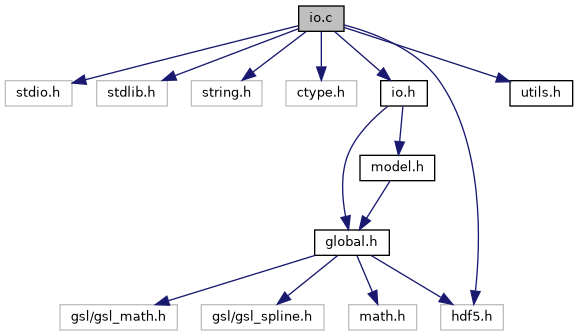 io.c
stdio.h
stdlib.h
string.h
ctype.h
io.h
utils.h
model.h
global.h
gsl/gsl_math.h
gsl/gsl_spline.h
math.h
hdf5.h